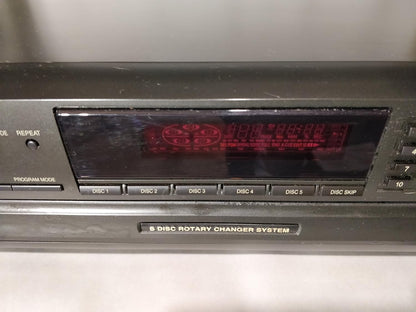 DE REPEAT
PROGRAM MODE
DISC 1 DISC 2 DISC 3 DISC 4 DISC 5 DISC SKIP
10
5 DISC ROTARY CHANGER SYSTEM